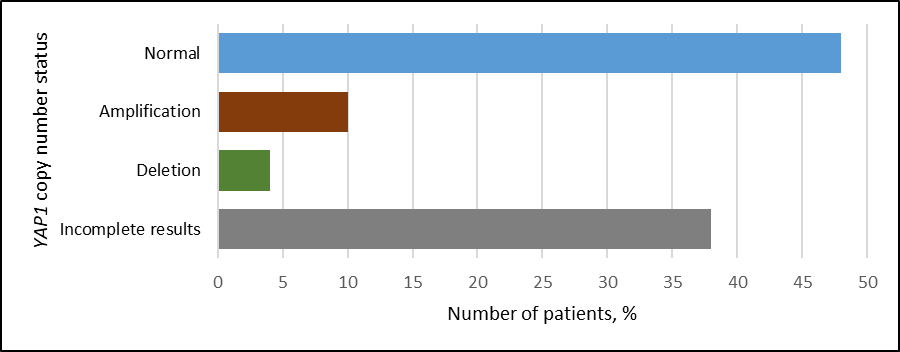 YAP1 copy number status
Normal
Amplification
Deletion
Incomplete results
0 5 10 15 20 25 30 35 40 45 50
Number of patients, %